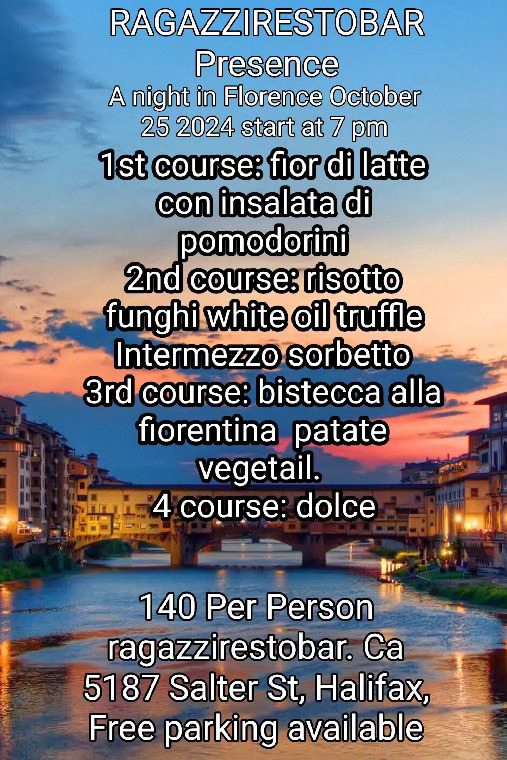 RAGAZZIRESTOBAR
Presence
A night in Florence October
25 2024 start at 7 pm
1st course: fior di latte
con insalata di
pomodorini
2nd course: risotto
funghi white oil truffle
Intermezzo sorbetto
3rd course: bistecca alla
fiorentina patate
vegetail.
4 course: dolce
140 Per Person
ragazzirestobar. Ca
5187 Salter St, Halifax,
Free parking available